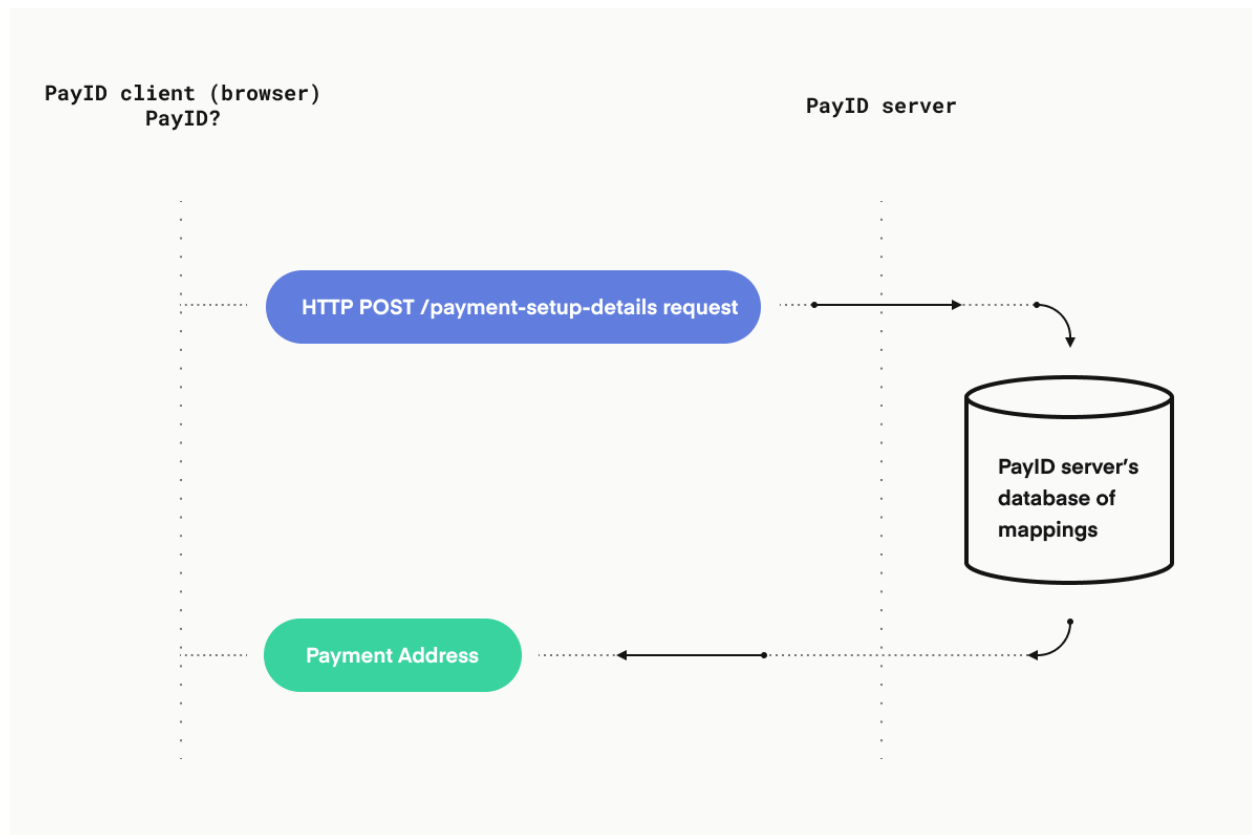 PayID client (browser)
PayID?
PayID server
HTTP POST /payment-setup-details request
PayID server’s
database of
mappings
Payment Address